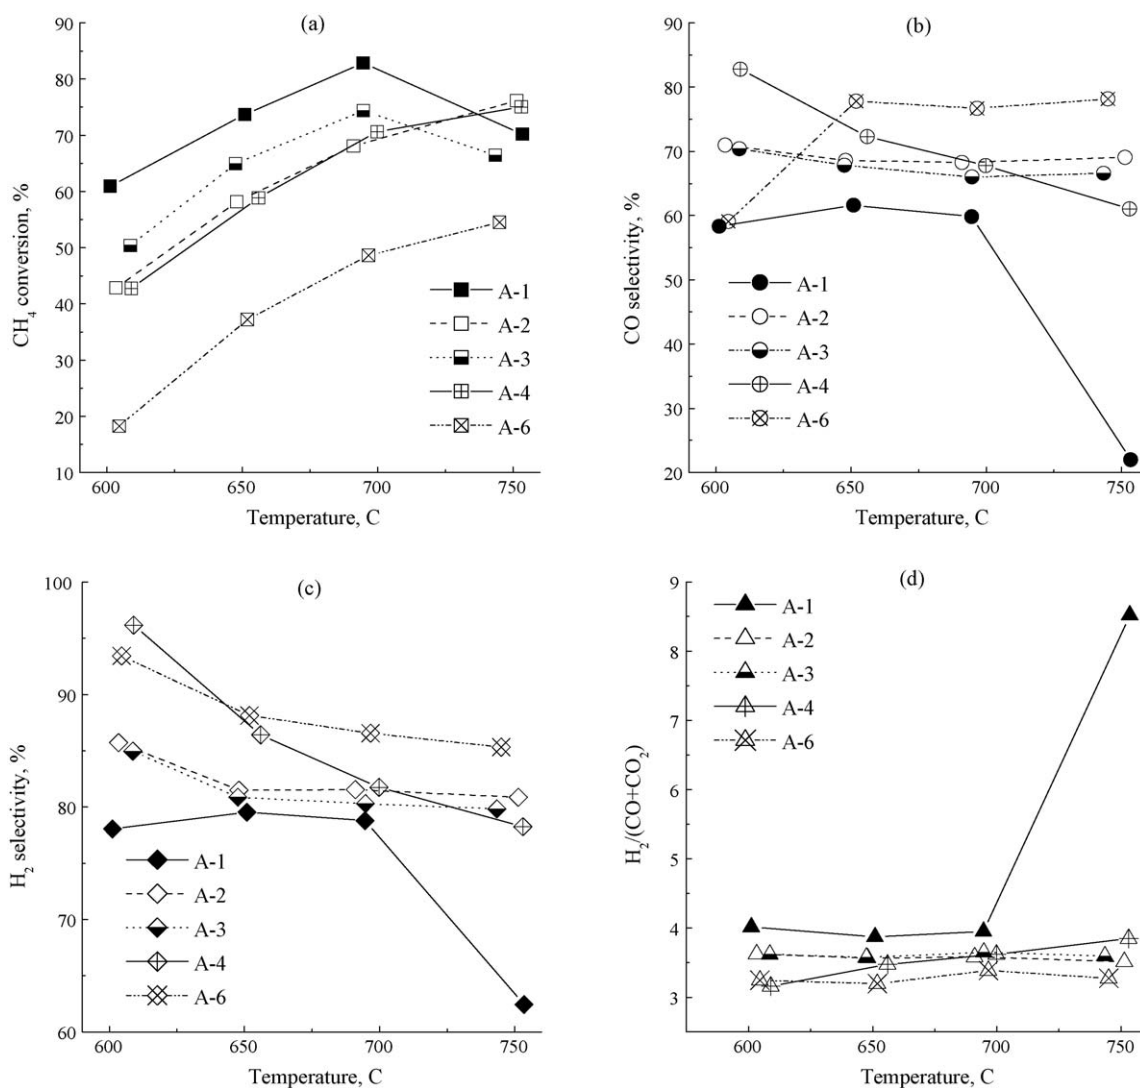 (a)
90
80
70
60
50
40
30
20
10
CH4 conversion, %
A-1
A-2
A-3
A-4
A-6
600 650 700 750
Temperature, C
(b)
90
80
70
60
50
40
30
20
CO selectivity, %
A-1
A-2
A-3
A-4
A-6
600 650 700 750
Temperature, C
(c)
100
90
80
70
60
H2 selectivity, %
A-1
A-2
A-3
A-4
A-6
600 650 700 750
Temperature, C
(d)
9
8
7
6
5
4
3
H2/(CO+CO2)
A-1
A-2
A-3
A-4
A-6
600 650 700 750
Temperature, C